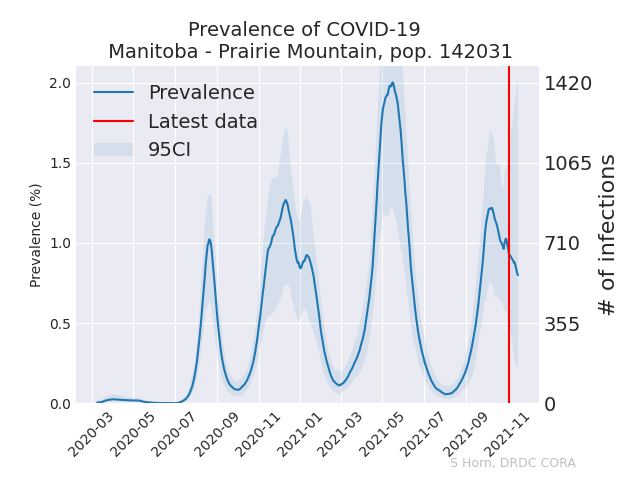 Prevalence of COVID-19
Manitoba - Prairie Mountain, pop. 142031
Prevalence
Latest data
95CI
Prevalence (%)
2.0
1.5
1.0
0.5
0.0
1420
1065
710
355
0
# of infections
2020-03
2020-05
2020-07
2020-09
2020-11
2021-01
2021-03
2021-05
2021-07
2021-09
2021-11
S Horn, DRDC CORA